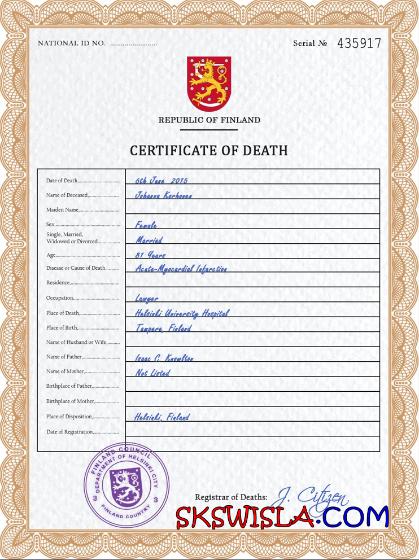 NATIONAL ID NO. ........................
Serial № 435917
REPUBLIC OF FINLAND
CERTIFICATE OF DEATH
Date of Death 6th June 2015
Name of Deceased Johanna Korhonen
Maiden Name
Sex Female
Single, Married, Widowed or Divorced Married
Age 81 Years
Disease or Cause of Death Acute-Myocardial Infarction
Residence
Occupation Lawyer
Place of Death Helsinki University Hospital
Place of Birth Tampere, Finland
Name of Husband or Wife
Name of Father Isaac C. Knowlton
Name of Mother Not Listed
Birthplace of Father
Birthplace of Mother
Place of Disposition Helsinki, Finland
Date of Registration
FINLAND COUNCIL
DEPARTMENT OF HELSINKI CITY
FINLAND COUNTRY
Registrar of Deaths: J. Citizen
SKSWISLA.COM